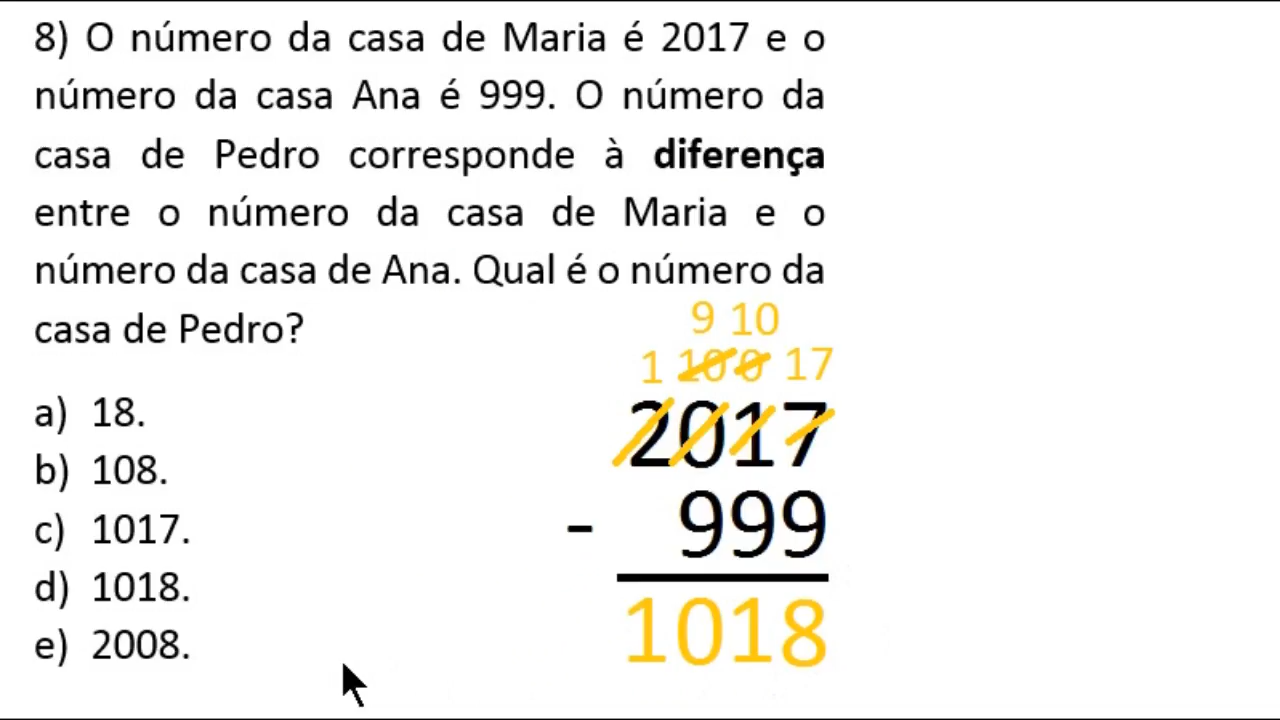 8) O número da casa de Maria é 2017 e o
número da casa Ana é 999. O número da
casa de Pedro corresponde à diferença
entre o número da casa de Maria e o
número da casa de Ana. Qual é o número da
casa de Pedro?
a) 18.
b) 108.
c) 1017.
d) 1018.
e) 2008.
9 10
1 10 0 17
2017
- 999
1018